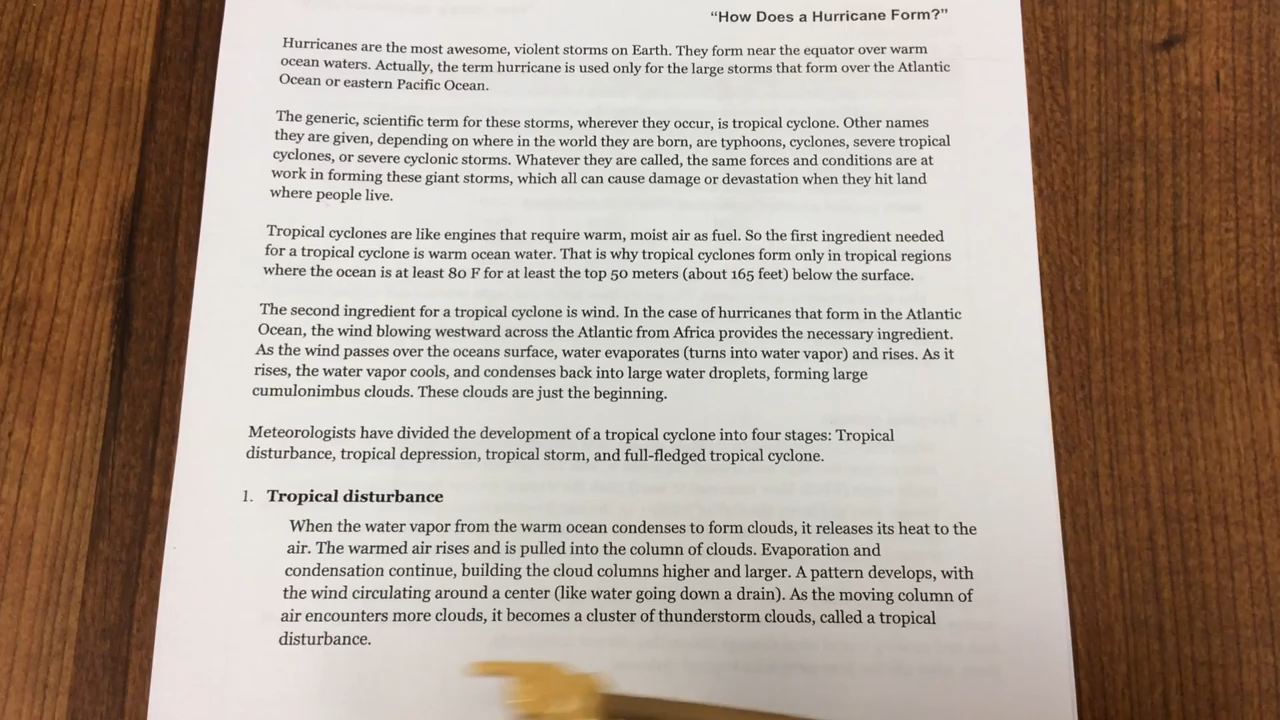 “How Does a Hurricane Form?”
Hurricanes are the most awesome, violent storms on Earth. They form near the equator over warm
ocean waters. Actually, the term hurricane is used only for the large storms that form over the Atlantic
Ocean or eastern Pacific Ocean.
The generic, scientific term for these storms, wherever they occur, is tropical cyclone. Other names
they are given, depending on where in the world they are born, are typhoons, cyclones, severe tropical
cyclones, or severe cyclonic storms. Whatever they are called, the same forces and conditions are at
work in forming these giant storms, which all can cause damage or devastation when they hit land
where people live.
Tropical cyclones are like engines that require warm, moist air as fuel. So the first ingredient needed
for a tropical cyclone is warm ocean water. That is why tropical cyclones form only in tropical regions
where the ocean is at least 80 F for at least the top 50 meters (about 165 feet) below the surface.
The second ingredient for a tropical cyclone is wind. In the case of hurricanes that form in the Atlantic
Ocean, the wind blowing westward across the Atlantic from Africa provides the necessary ingredient.
As the wind passes over the oceans surface, water evaporates (turns into water vapor) and rises. As it
rises, the water vapor cools, and condenses back into large water droplets, forming large
cumulonimbus clouds. These clouds are just the beginning.
Meteorologists have divided the development of a tropical cyclone into four stages: Tropical
disturbance, tropical depression, tropical storm, and full-fledged tropical cyclone.
1. Tropical disturbance
When the water vapor from the warm ocean condenses to form clouds, it releases its heat to the
air. The warmed air rises and is pulled into the column of clouds. Evaporation and
condensation continue, building the cloud columns higher and larger. A pattern develops, with
the wind circulating around a center (like water going down a drain). As the moving column of
air encounters more clouds, it becomes a cluster of thunderstorm clouds, called a tropical
disturbance.